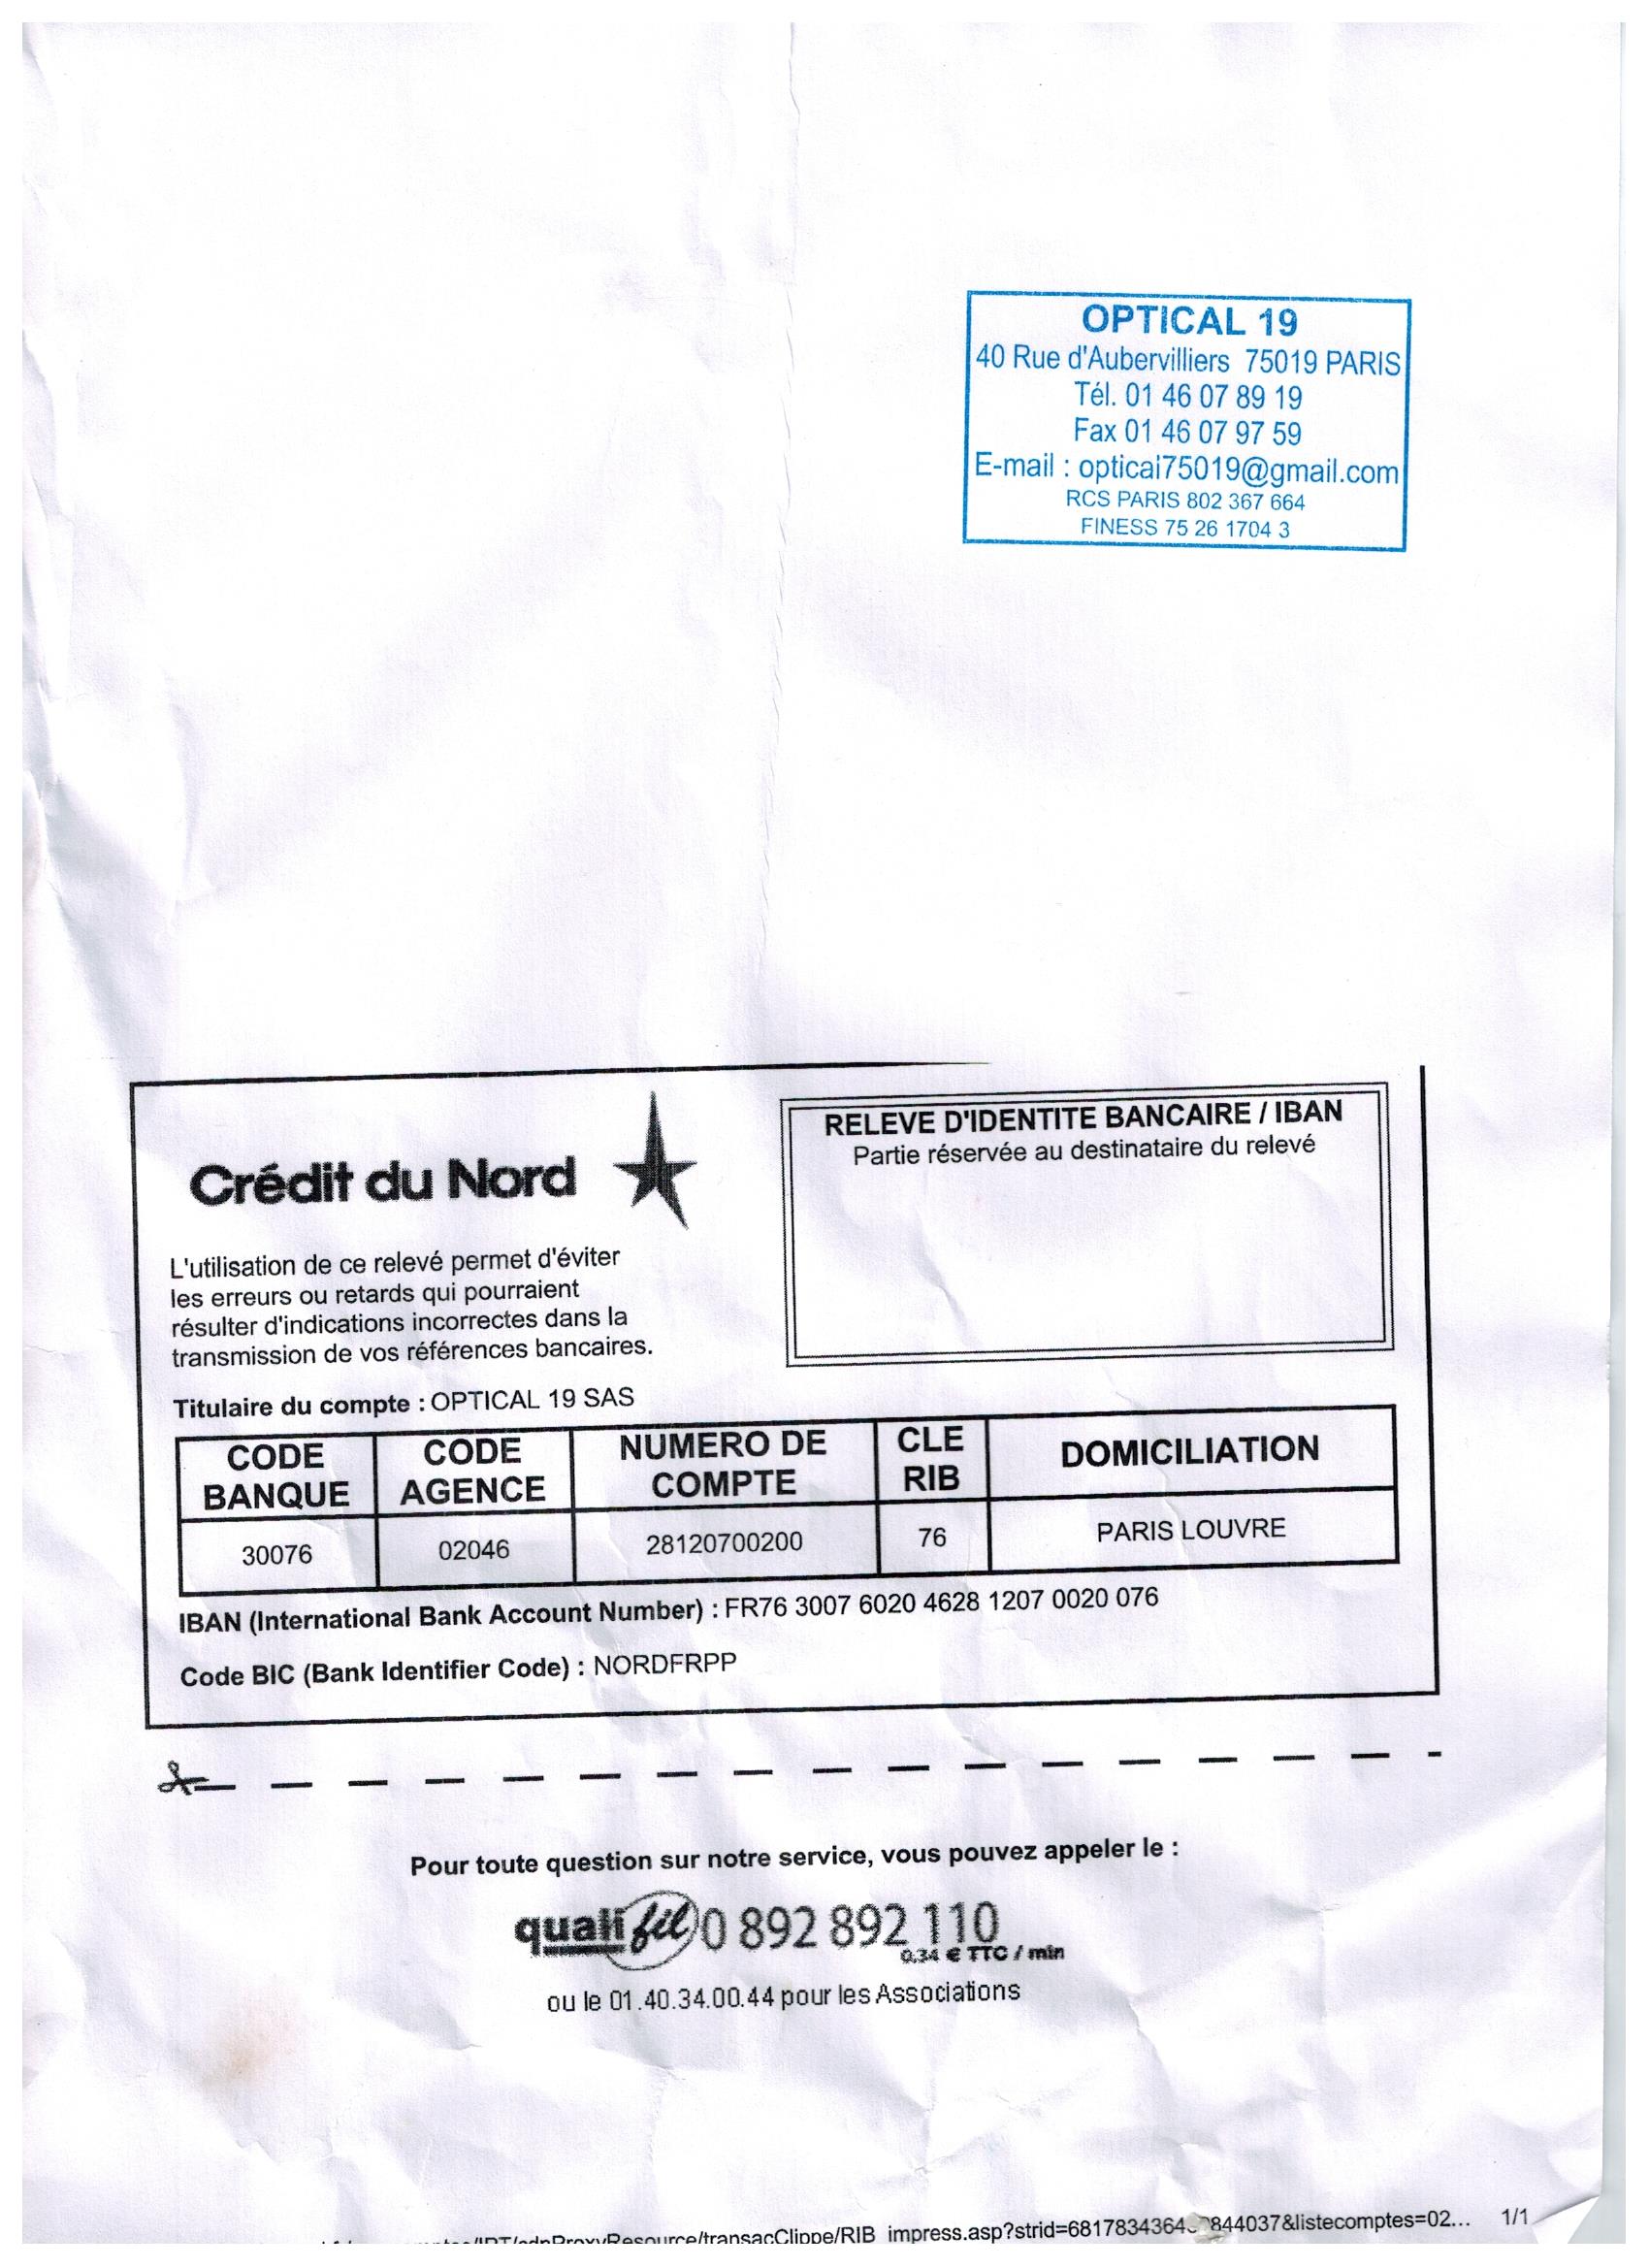 OPTICAL 19
40 Rue d'Aubervilliers 75019 PARIS
Tél. 01 46 07 89 19
Fax 01 46 07 97 59
E-mail : optical75019@gmail.com
RCS PARIS 802 367 664
FINESS 75 26 1704 3
Crédit du Nord
RELEVE D'IDENTITE BANCAIRE / IBAN
Partie réservée au destinataire du relevé
L'utilisation de ce relevé permet d'éviter
les erreurs ou retards qui pourraient
résulter d'indications incorrectes dans la
transmission de vos références bancaires.
Titulaire du compte : OPTICAL 19 SAS
CODE BANQUE CODE AGENCE NUMERO DE COMPTE CLE RIB DOMICILIATION
30076 02046 28120700200 76 PARIS LOUVRE
IBAN (International Bank Account Number) : FR76 3007 6020 4628 1207 0020 076
Code BIC (Bank Identifier Code) : NORDFRPP
Pour toute question sur notre service, vous pouvez appeler le :
qualifil 0 892 892 110
0,34 € TTC / min
ou le 01.40.34.00.44 pour les Associations
/transacClippe/RIB_impress.asp?strid=68178343643 844037&listecomptes=02... 1/1